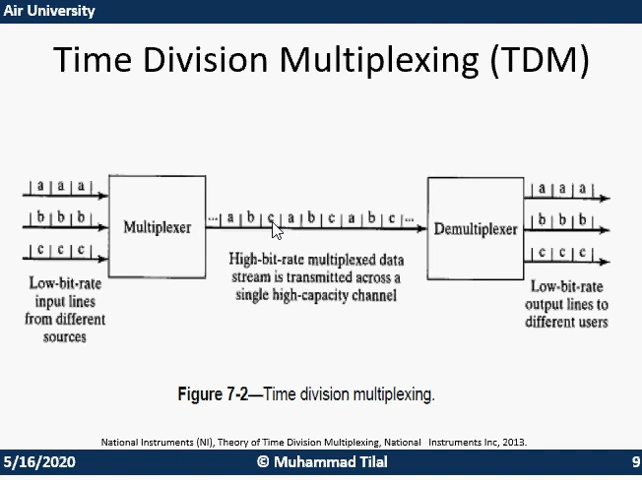 Air University
Time Division Multiplexing (TDM)
|a|a|a|
|b|b|b|
|c|c|c|
Multiplexer
...|a|b|c|a|b|c|a|b|c|...
Demultiplexer
|a|a|a|
|b|b|b|
|c|c|c|
Low-bit-rate
input lines
from different
sources
High-bit-rate multiplexed data
stream is transmitted across a
single high-capacity channel
Low-bit-rate
output lines to
different users
Figure 7-2—Time division multiplexing.
National Instruments (NI), Theory of Time Division Multiplexing, National Instruments Inc, 2013.
5/16/2020
© Muhammad Tilal
9